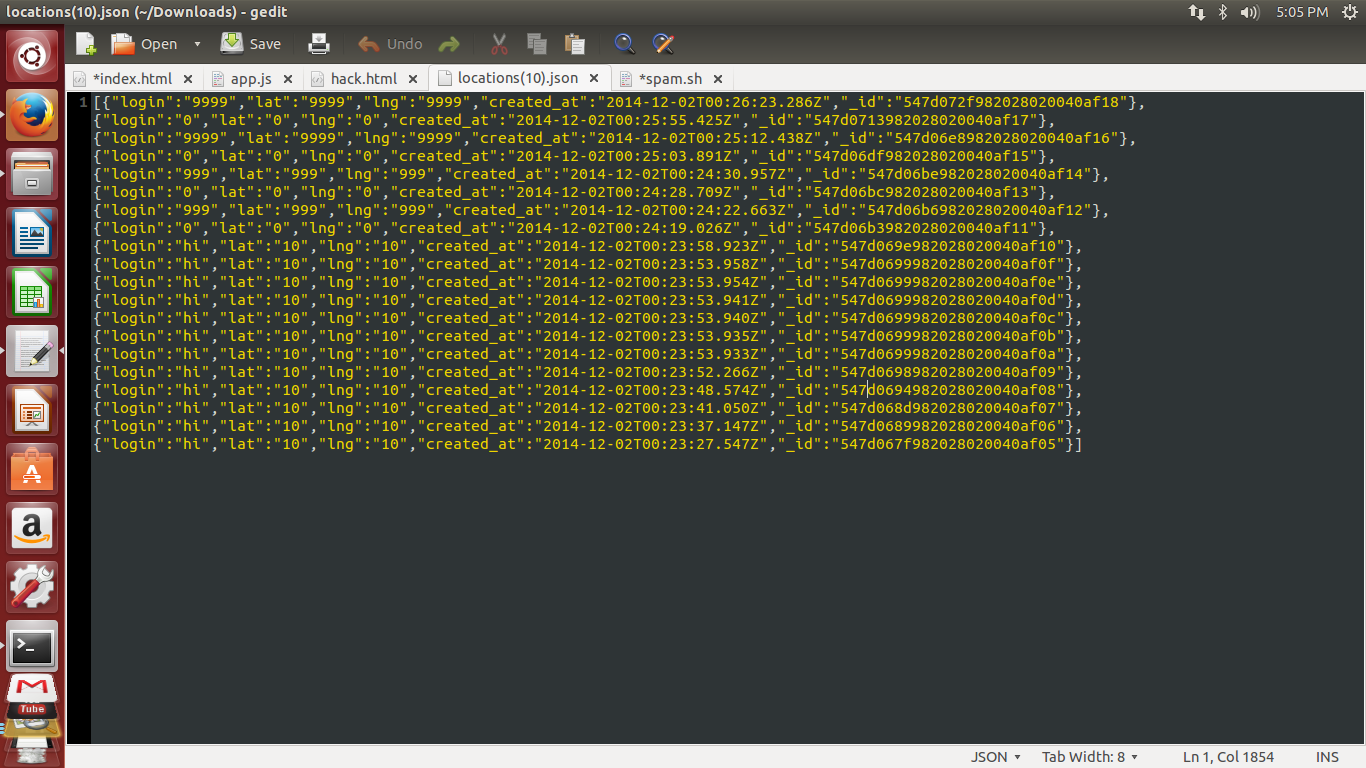 locations(10).json (~/Downloads) - gedit
5:05 PM
Open
Save
Undo
*index.html
app.js
hack.html
locations(10).json
*spam.sh
1
[{"login":"9999","lat":"9999","lng":"9999","created_at":"2014-12-02T00:26:23.286Z","_id":"547d072f982028020040af18"},
{"login":"0","lat":"0","lng":"0","created_at":"2014-12-02T00:25:55.425Z","_id":"547d0713982028020040af17"},
{"login":"9999","lat":"9999","lng":"9999","created_at":"2014-12-02T00:25:12.438Z","_id":"547d06e8982028020040af16"},
{"login":"0","lat":"0","lng":"0","created_at":"2014-12-02T00:25:03.891Z","_id":"547d06df982028020040af15"},
{"login":"999","lat":"999","lng":"999","created_at":"2014-12-02T00:24:30.957Z","_id":"547d06be982028020040af14"},
{"login":"0","lat":"0","lng":"0","created_at":"2014-12-02T00:24:28.709Z","_id":"547d06bc982028020040af13"},
{"login":"999","lat":"999","lng":"999","created_at":"2014-12-02T00:24:22.663Z","_id":"547d06b6982028020040af12"},
{"login":"0","lat":"0","lng":"0","created_at":"2014-12-02T00:24:19.026Z","_id":"547d06b3982028020040af11"},
{"login":"hi","lat":"10","lng":"10","created_at":"2014-12-02T00:23:58.923Z","_id":"547d069e982028020040af10"},
{"login":"hi","lat":"10","lng":"10","created_at":"2014-12-02T00:23:53.958Z","_id":"547d0699982028020040af0f"},
{"login":"hi","lat":"10","lng":"10","created_at":"2014-12-02T00:23:53.954Z","_id":"547d0699982028020040af0e"},
{"login":"hi","lat":"10","lng":"10","created_at":"2014-12-02T00:23:53.941Z","_id":"547d0699982028020040af0d"},
{"login":"hi","lat":"10","lng":"10","created_at":"2014-12-02T00:23:53.940Z","_id":"547d0699982028020040af0c"},
{"login":"hi","lat":"10","lng":"10","created_at":"2014-12-02T00:23:53.935Z","_id":"547d0699982028020040af0b"},
{"login":"hi","lat":"10","lng":"10","created_at":"2014-12-02T00:23:53.933Z","_id":"547d0699982028020040af0a"},
{"login":"hi","lat":"10","lng":"10","created_at":"2014-12-02T00:23:52.266Z","_id":"547d0698982028020040af09"},
{"login":"hi","lat":"10","lng":"10","created_at":"2014-12-02T00:23:48.574Z","_id":"547d0694982028020040af08"},
{"login":"hi","lat":"10","lng":"10","created_at":"2014-12-02T00:23:41.050Z","_id":"547d068d982028020040af07"},
{"login":"hi","lat":"10","lng":"10","created_at":"2014-12-02T00:23:37.147Z","_id":"547d0689982028020040af06"},
{"login":"hi","lat":"10","lng":"10","created_at":"2014-12-02T00:23:27.547Z","_id":"547d067f982028020040af05"}]
Tube
JSON
Tab Width: 8
Ln 1, Col 1854
INS